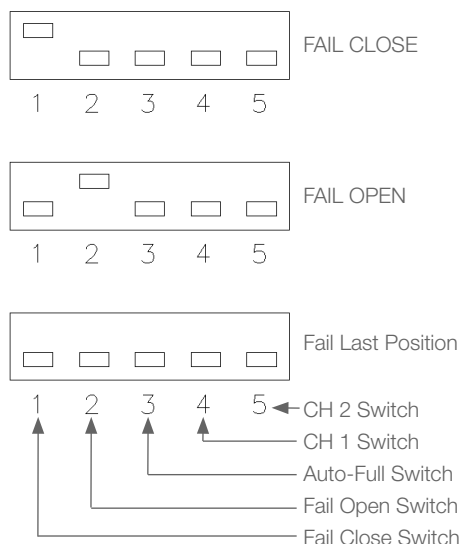 FAIL CLOSE
1 2 3 4 5
FAIL OPEN
1 2 3 4 5
Fail Last Position
1 2 3 4 5
CH 2 Switch
CH 1 Switch
Auto-Full Switch
Fail Open Switch
Fail Close Switch